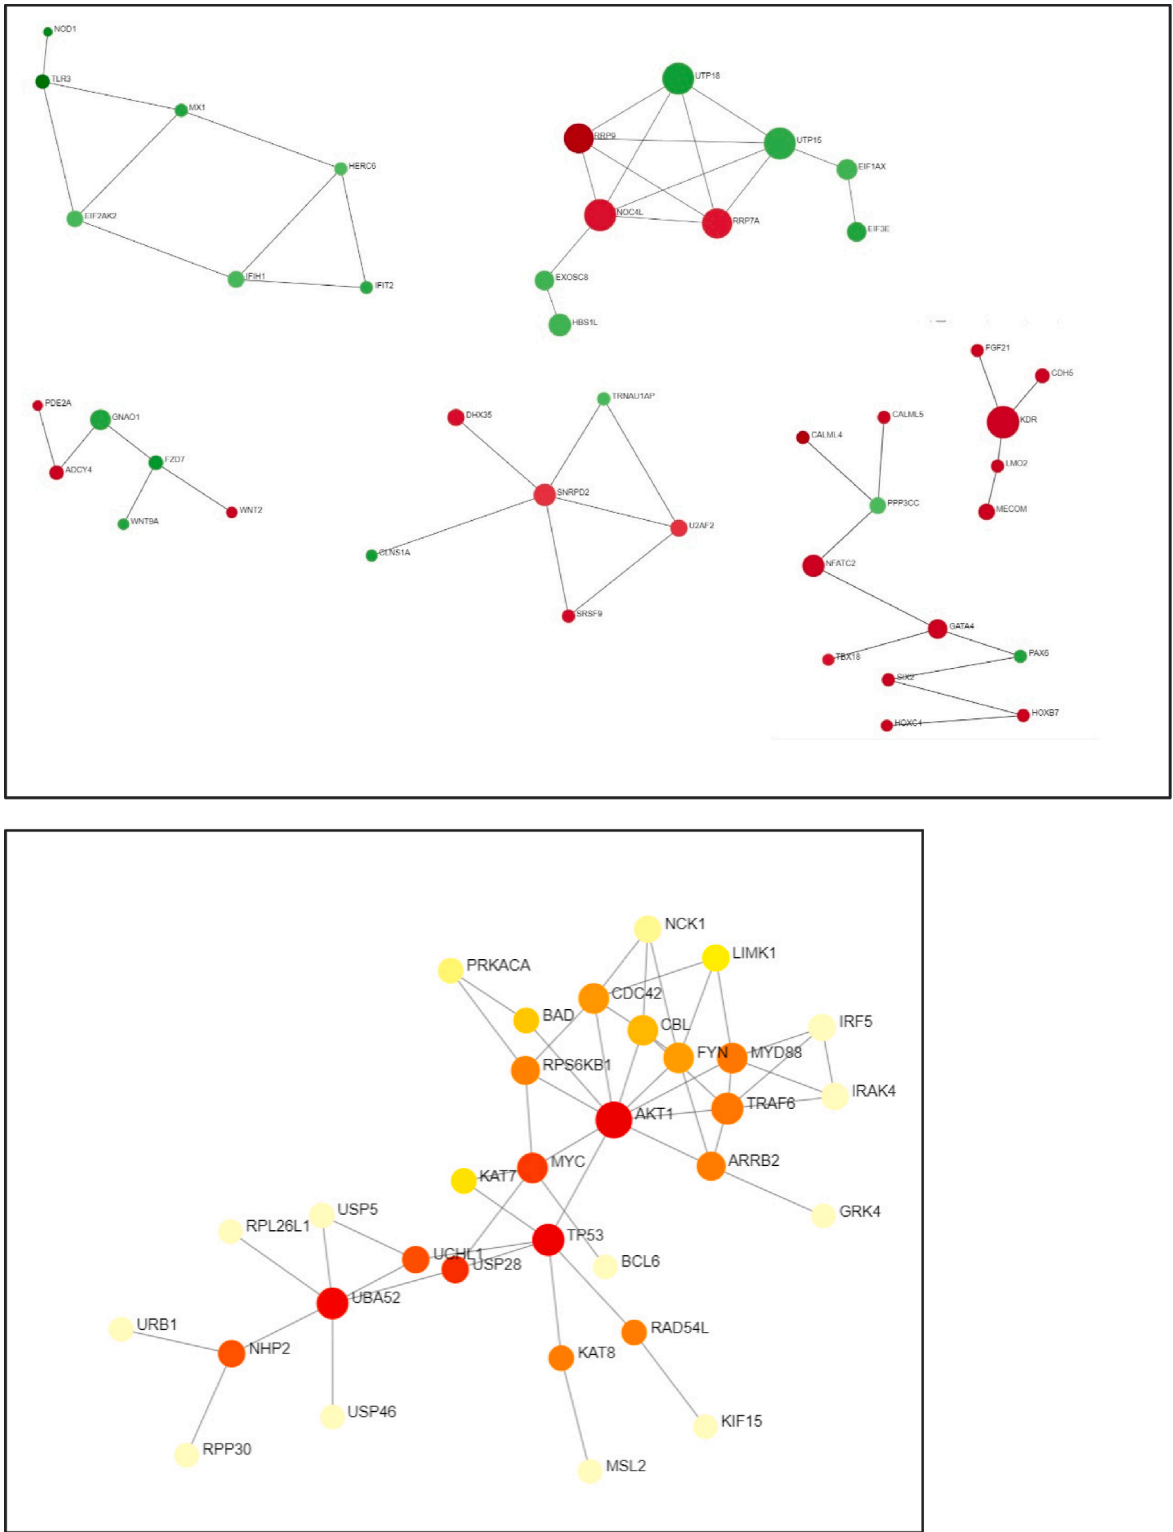 NOD1
TLR3
MX1
HERC6
EIF2AK2
IFIH1
IFIT2
UTP18
RRP9
UTP15
EIF1AX
NOC4L
RRP7A
EIF3E
EXOSC8
HBS1L
PDE2A
GNAO1
ADCY4
FZD7
WNT9A
WNT2
DHX35
TRNAU1AP
SNRPD2
U2AF2
CLNS1A
SRSF9
FGF21
CDH5
KDR
LMO2
MECOM
CALML5
CALML4
PPP3CC
NFATC2
GATA4
TBX18
PAX6
SIX2
HOXB7
HOXC4
NCK1
LIMK1
PRKACA
CDC42
BAD
CBL
IRF5
FYN
MYD88
RPS6KB1
IRAK4
TRAF6
AKT1
MYC
ARRB2
KAT7
GRK4
USP5
RPL26L1
TP53
UCHL1
USP28
BCL6
UBA52
URB1
NHP2
RAD54L
KAT8
USP46
KIF15
RPP30
MSL2